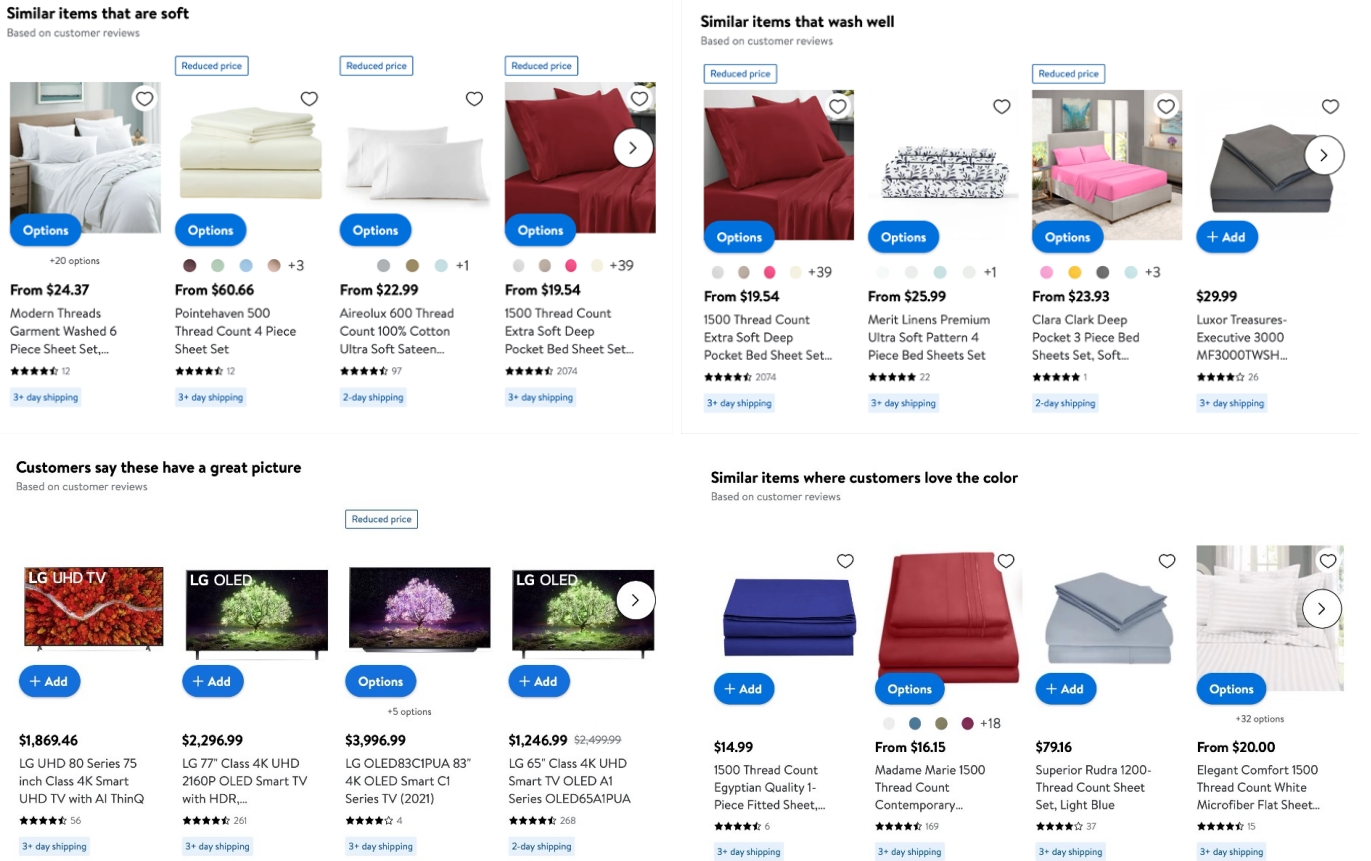 Similar items that are soft
Based on customer reviews
Reduced price
Reduced price
Reduced price
Options
Options
Options
Options
+20 options
+3
+1
+39
From $24.37
From $60.66
From $22.99
From $19.54
Modern Threads
Garment Washed 6
Piece Sheet Set,...
Pointehaven 500
Thread Count 4 Piece
Sheet Set
Aireolux 600 Thread
Count 100% Cotton
Ultra Soft Sateen...
1500 Thread Count
Extra Soft Deep
Pocket Bed Sheet Set...
12
12
97
2074
3+ day shipping
3+ day shipping
2-day shipping
3+ day shipping
Similar items that wash well
Based on customer reviews
Reduced price
Reduced price
Options
Options
Options
+ Add
+39
+1
+3
From $19.54
From $25.99
From $23.93
$29.99
1500 Thread Count
Extra Soft Deep
Pocket Bed Sheet Set...
Merit Linens Premium
Ultra Soft Pattern 4
Piece Bed Sheets Set
Clara Clark Deep
Pocket 3 Piece Bed
Sheets Set, Soft...
Luxor Treasures-
Executive 3000
MF3000TWSH...
2074
22
1
26
3+ day shipping
3+ day shipping
2-day shipping
3+ day shipping
Customers say these have a great picture
Based on customer reviews
Reduced price
LG UHD TV
LG OLED
LG OLED
+ Add
+ Add
Options
+ Add
+5 options
$1,869.46
$2,296.99
$3,996.99
$1,246.99 $2,499.99
LG UHD 80 Series 75
inch Class 4K Smart
UHD TV with AI ThinQ
LG 77" Class 4K UHD
2160P OLED Smart TV
with HDR,...
LG OLED83C1PUA 83"
4K OLED Smart C1
Series TV (2021)
LG 65" Class 4K UHD
Smart TV OLED A1
Series OLED65A1PUA
56
261
4
268
3+ day shipping
3+ day shipping
3+ day shipping
2-day shipping
Similar items where customers love the color
Based on customer reviews
+ Add
Options
+ Add
Options
+18
+32 options
$14.99
From $16.15
$79.16
From $20.00
1500 Thread Count
Egyptian Quality 1-
Piece Fitted Sheet,...
Madame Marie 1500
Thread Count
Contemporary...
Superior Rudra 1200-
Thread Count Sheet
Set, Light Blue
Elegant Comfort 1500
Thread Count White
Microfiber Flat Sheet...
6
169
37
15
3+ day shipping
3+ day shipping
3+ day shipping
3+ day shipping